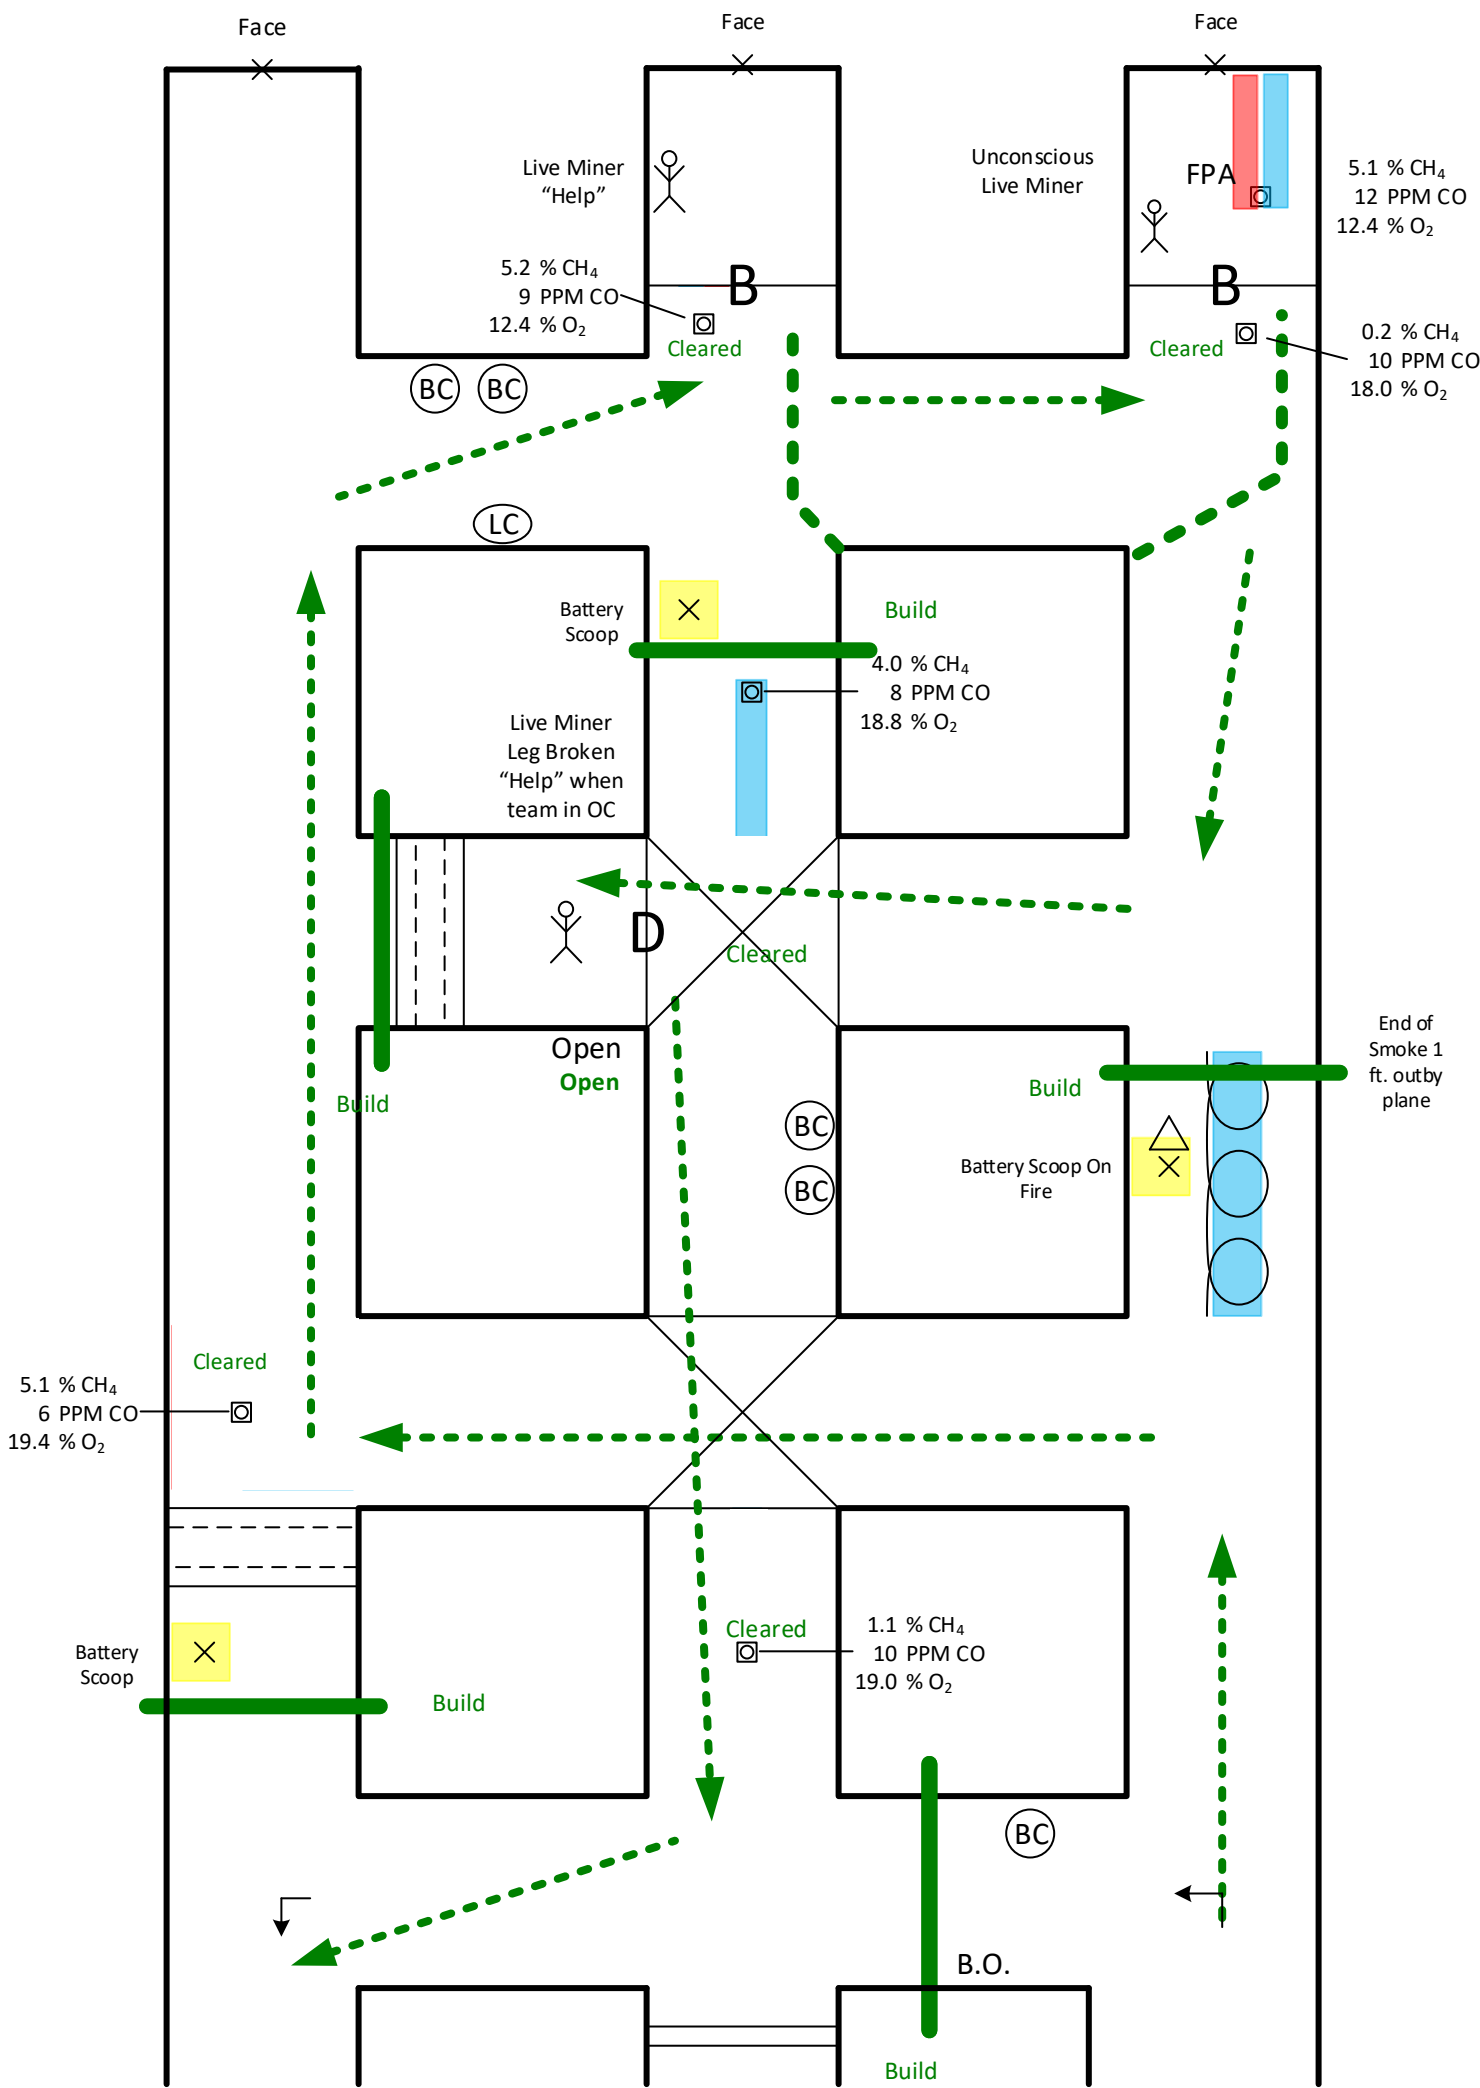 Face
Face
Face
Live Miner
“Help”
Unconscious
Live Miner
FPA
5.1 % CH₄
12 PPM CO
12.4 % O₂
5.2 % CH₄
9 PPM CO
12.4 % O₂
B
B
Cleared
Cleared
0.2 % CH₄
10 PPM CO
18.0 % O₂
BC
BC
LC
Battery
Scoop
Build
4.0 % CH₄
8 PPM CO
18.8 % O₂
Live Miner
Leg Broken
“Help” when
team in OC
D
Cleared
Open
Open
Build
End of
Smoke 1
ft. outby
plane
Build
BC
BC
Battery Scoop On
Fire
Cleared
5.1 % CH₄
6 PPM CO
19.4 % O₂
Cleared
1.1 % CH₄
10 PPM CO
19.0 % O₂
Battery
Scoop
Build
BC
B.O.
Build